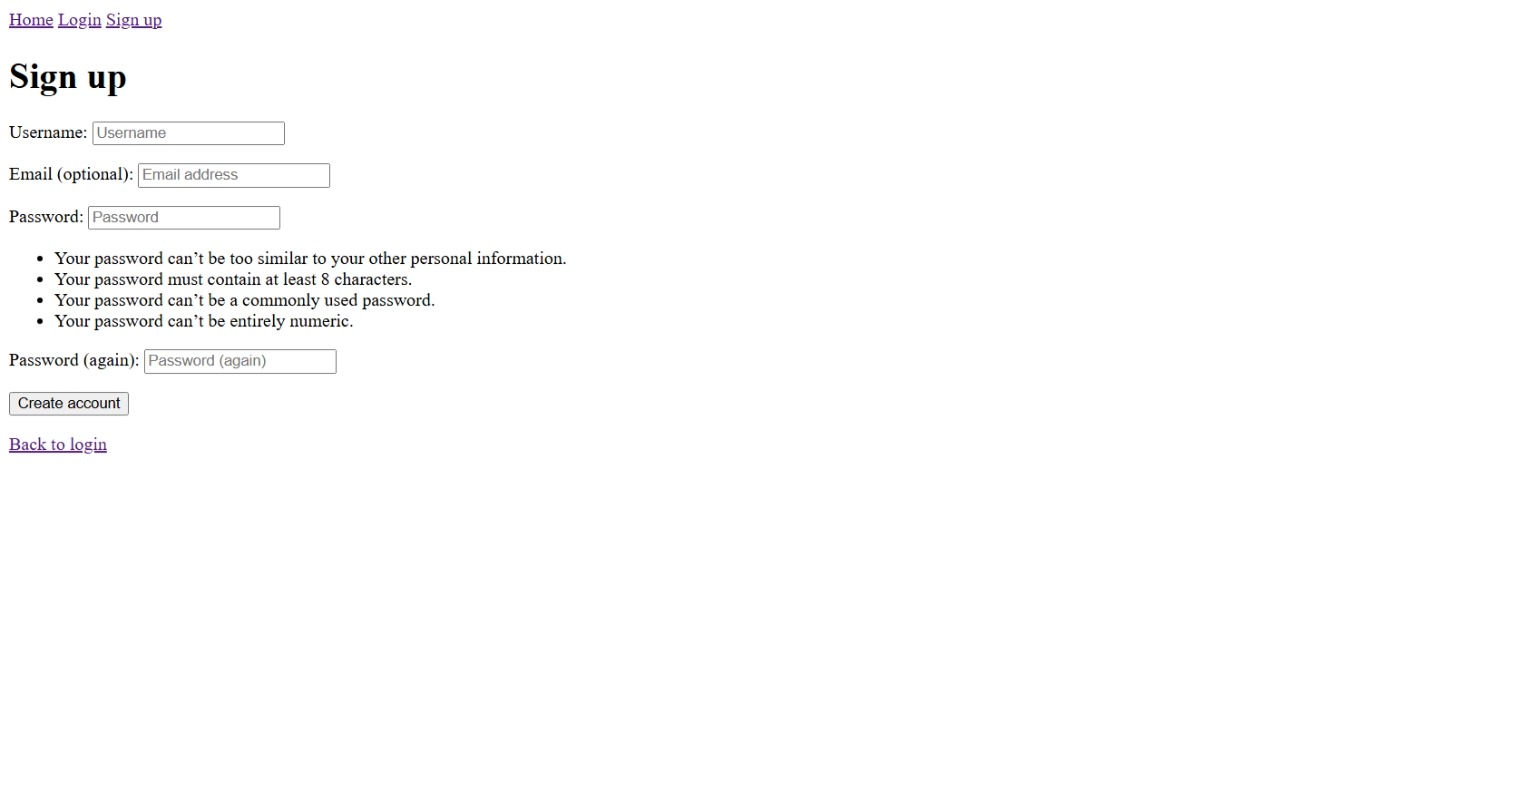 Home Login Sign up
Sign up
Username: Username
Email (optional): Email address
Password: Password
• Your password can’t be too similar to your other personal information.
• Your password must contain at least 8 characters.
• Your password can’t be a commonly used password.
• Your password can’t be entirely numeric.
Password (again): Password (again)
Create account
Back to login